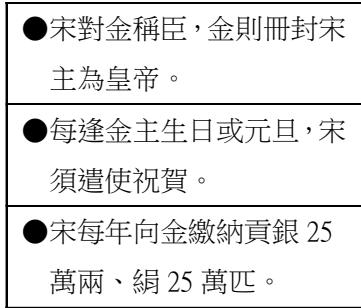 ●宋對金稱臣，金則冊封宋
主為皇帝。
●每逢金主生日或元旦，宋
須遣使祝賀。
●宋每年向金繳納貢銀 25
萬兩、絹 25 萬匹。